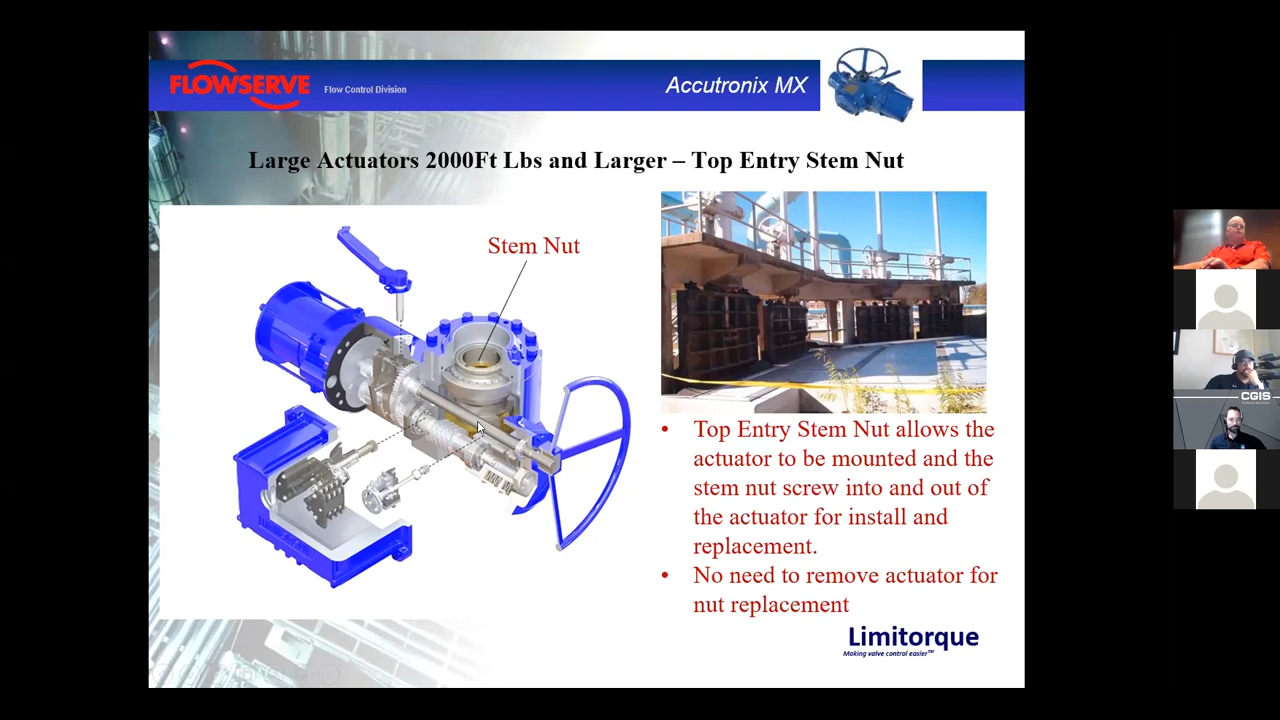 FLOWSERVE
Flow Control Division
Accutronix MX
Large Actuators 2000Ft Lbs and Larger – Top Entry Stem Nut
Stem Nut
• Top Entry Stem Nut allows the
actuator to be mounted and the
stem nut screw into and out of
the actuator for install and
replacement.
• No need to remove actuator for
nut replacement
Limitorque
Making valve control easier™
CGIS